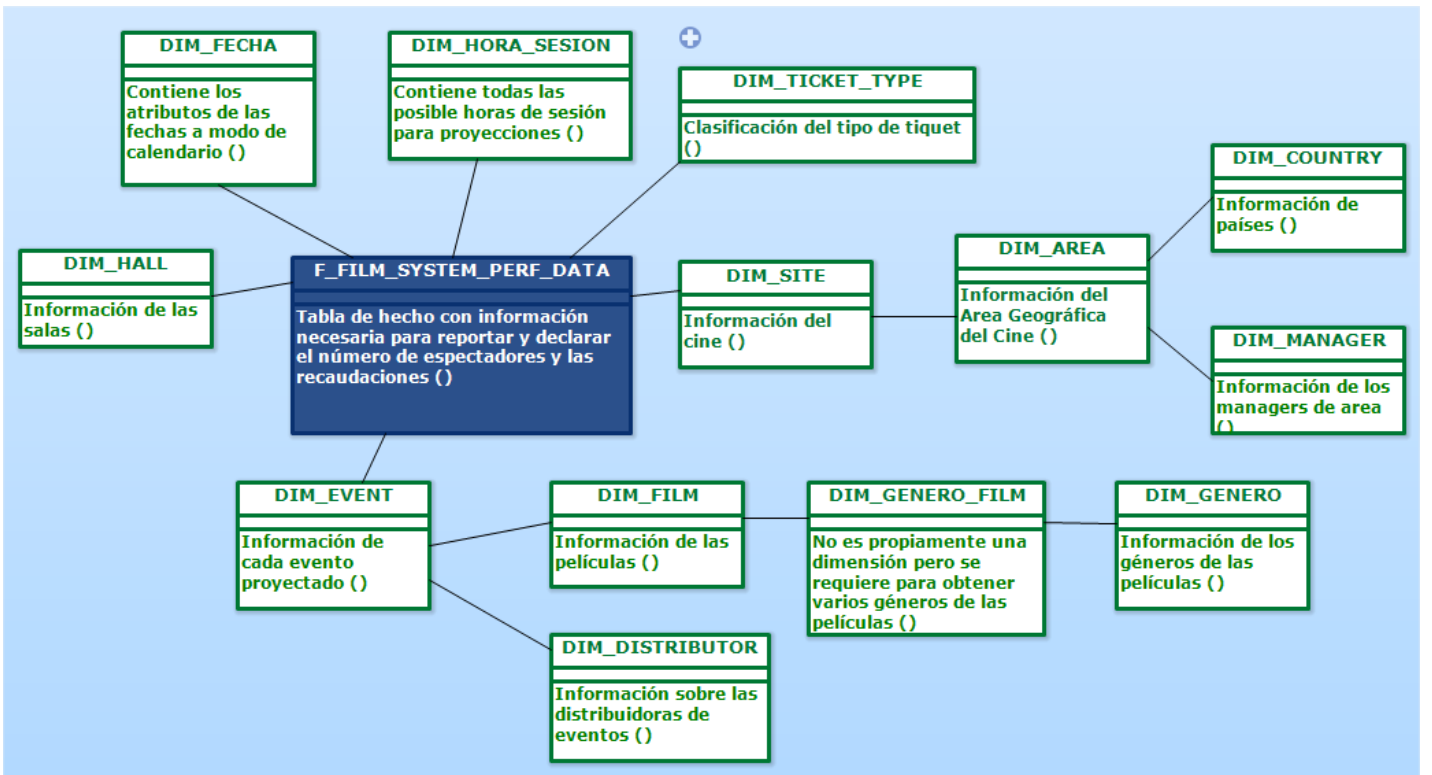 DIM_FECHA
Contiene los
atributos de las
fechas a modo de
calendario ()
DIM_HORA_SESION
Contiene todas las
posible horas de sesión
para proyecciones ()
DIM_TICKET_TYPE
Clasificación del tipo de tiquet
()
DIM_COUNTRY
Información de
países ()
DIM_HALL
Información de las
salas ()
F_FILM_SYSTEM_PERF_DATA
Tabla de hecho con información
necesaria para reportar y declarar
el número de espectadores y las
recaudaciones ()
DIM_SITE
Información del
cine ()
DIM_AREA
Información del
Area Geográfica
del Cine ()
DIM_MANAGER
Información de los
managers de area
()
DIM_EVENT
Información de
cada evento
proyectado ()
DIM_FILM
Información de las
películas ()
DIM_GENERO_FILM
No es propiamente una
dimensión pero se
requiere para obtener
varios géneros de las
películas ()
DIM_GENERO
Información de los
géneros de las
películas ()
DIM_DISTRIBUTOR
Información sobre las
distribuidoras de
eventos ()